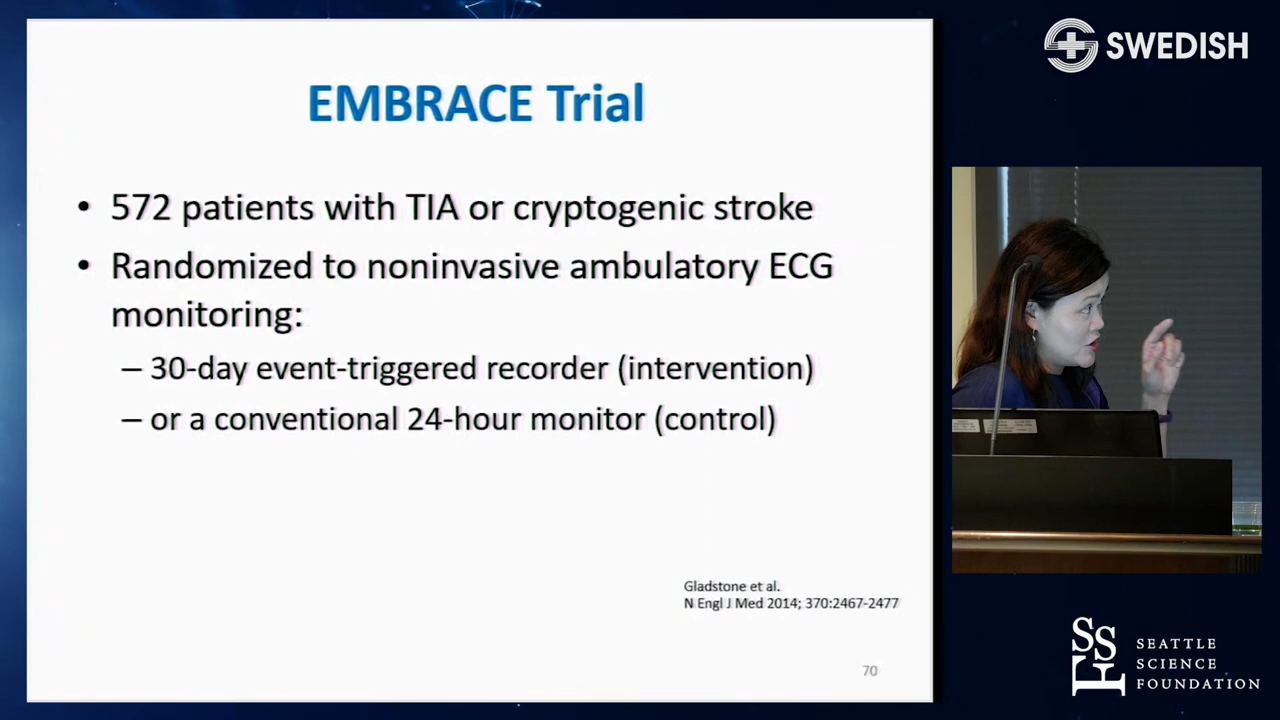 EMBRACE Trial
• 572 patients with TIA or cryptogenic stroke
• Randomized to noninvasive ambulatory ECG
monitoring:
– 30-day event-triggered recorder (intervention)
– or a conventional 24-hour monitor (control)
Gladstone et al.
N Engl J Med 2014; 370:2467-2477
70
SWEDISH
SSF
SEATTLE
SCIENCE
FOUNDATION